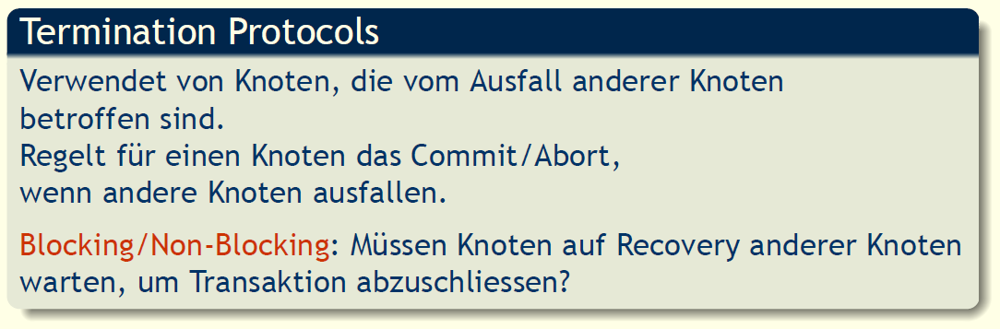 Termination Protocols
Verwendet von Knoten, die vom Ausfall anderer Knoten
betroffen sind.
Regelt für einen Knoten das Commit/Abort,
wenn andere Knoten ausfallen.
Blocking/Non-Blocking: Müssen Knoten auf Recovery anderer Knoten
warten, um Transaktion abzuschliessen?